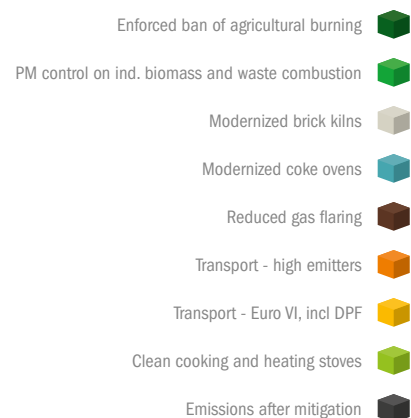 Enforced ban of agricultural burning
PM control on ind. biomass and waste combustion
Modernized brick kilns
Modernized coke ovens
Reduced gas flaring
Transport - high emitters
Transport - Euro VI, incl DPF
Clean cooking and heating stoves
Emissions after mitigation